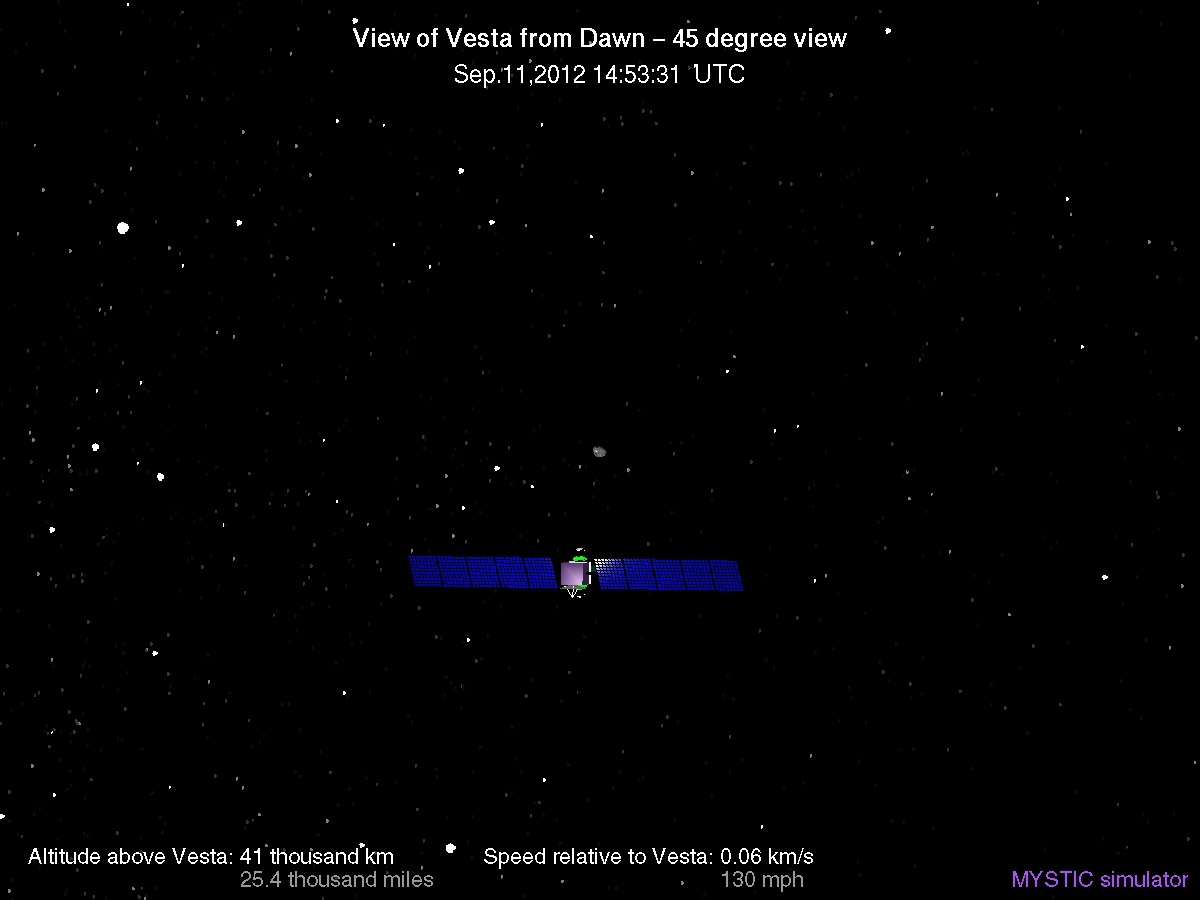 View of Vesta from Dawn – 45 degree view
Sep.11,2012 14:53:31 UTC
Altitude above Vesta: 41 thousand km Speed relative to Vesta: 0.06 km/s
25.4 thousand miles 130 mph
MYSTIC simulator